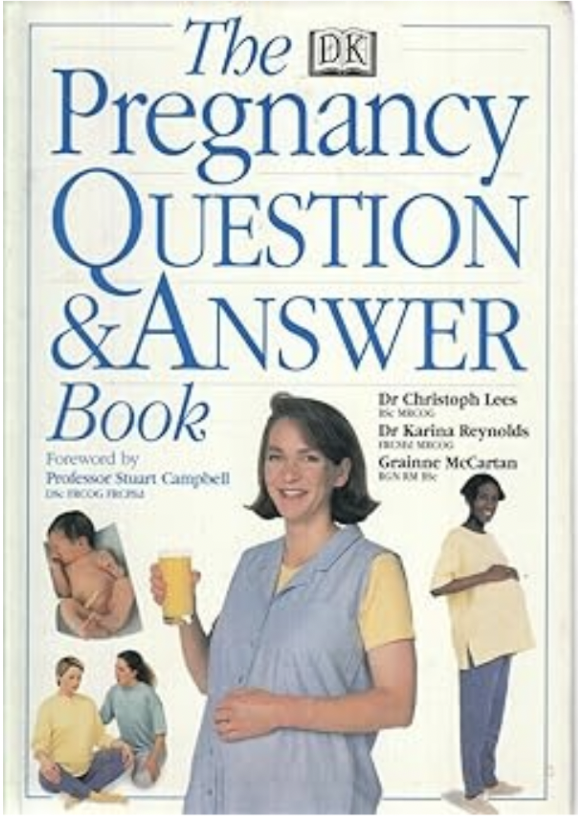 The DK
Pregnancy
QUESTION
&ANSWER
Book
Foreword by
Professor Stuart Campbell
DSc FRCOG FRCPEd
Dr Christoph Lees
BSc MRCOG
Dr Karina Reynolds
FRCSEd MRCOG
Grainne McCartan
RGN RM BSc